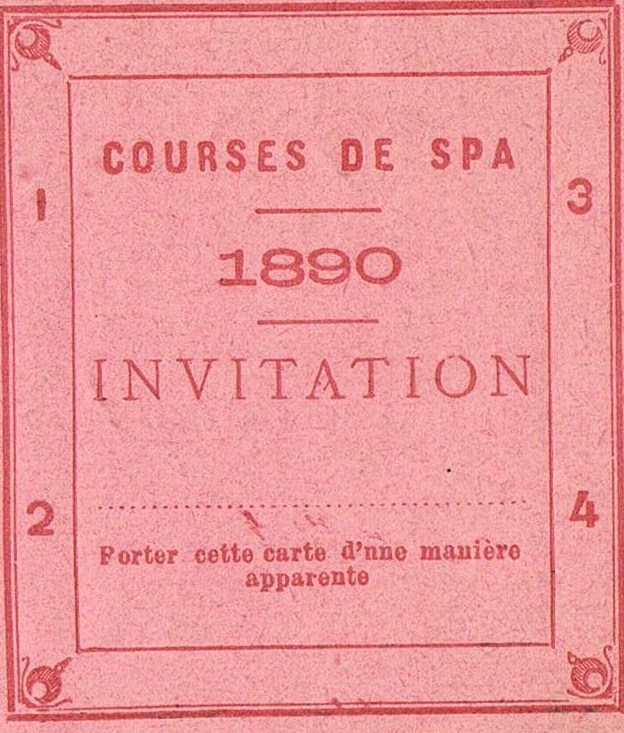 COURSES DE SPA
1890
INVITATION
Porter cette carte d'nne manière
apparente
1
2
3
4